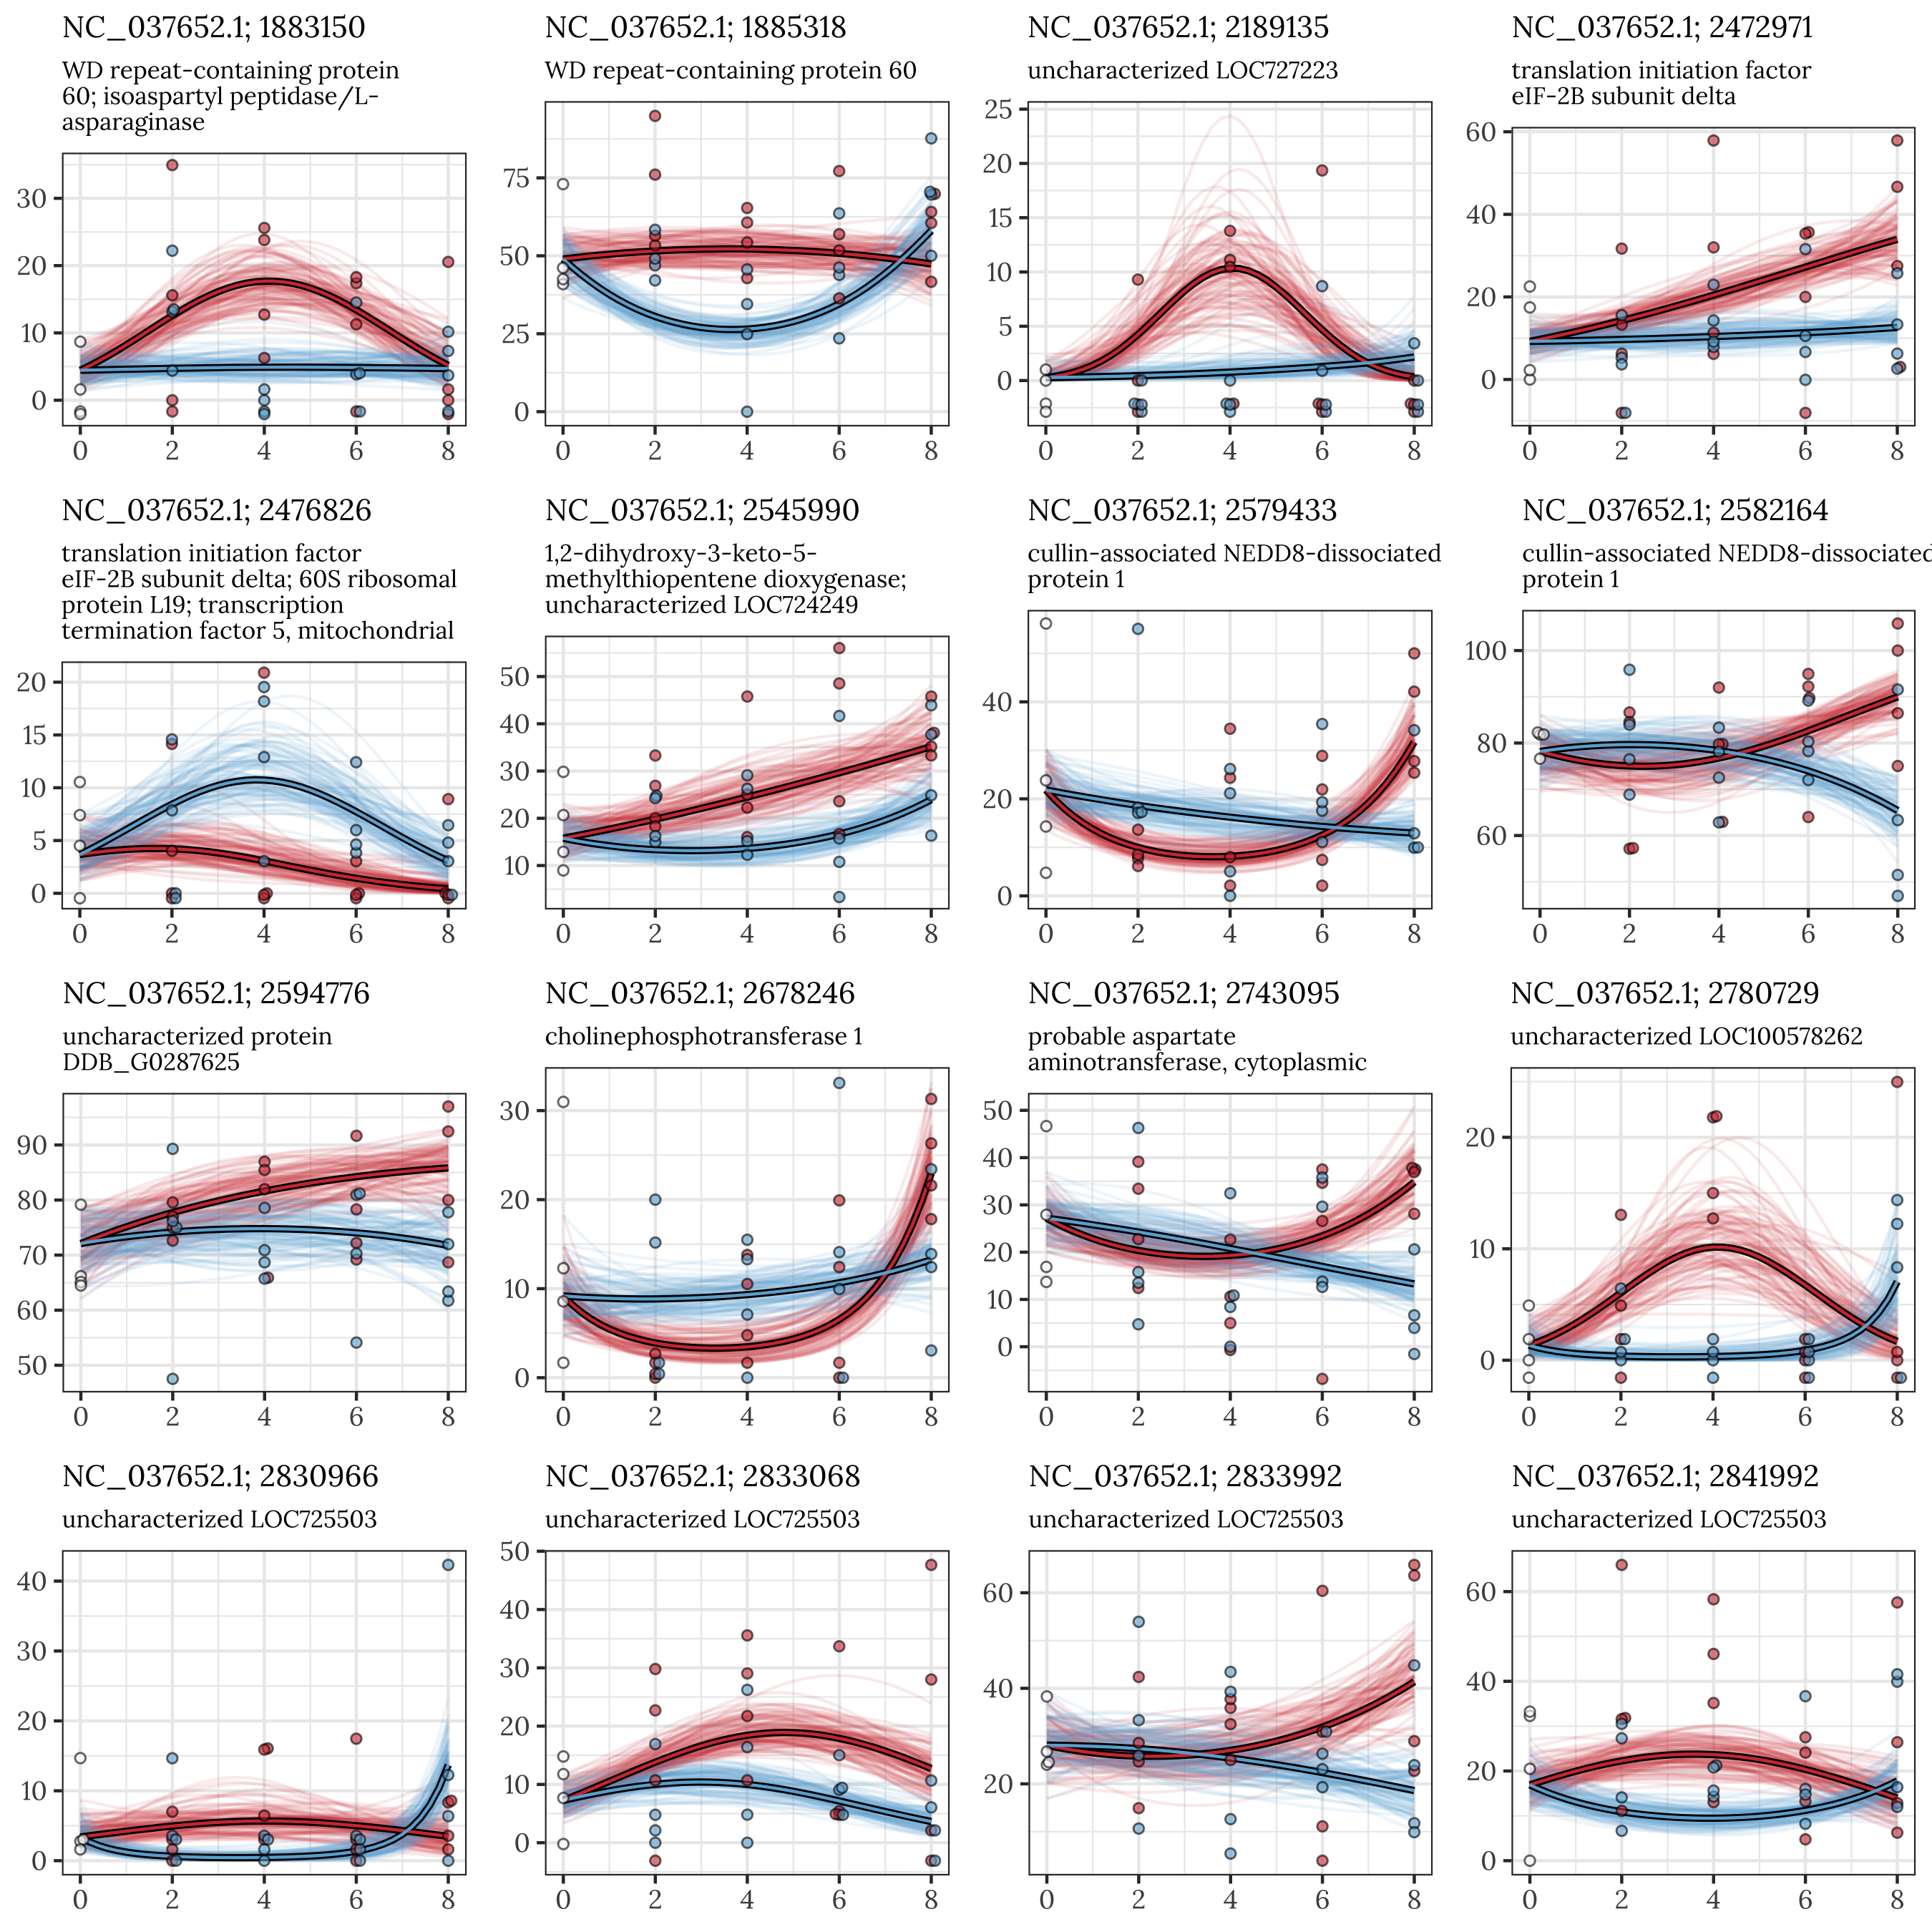 NC_037652.1; 1883150
WD repeat-containing protein
60; isoaspartyl peptidase/L-
asparaginase
30
20
10
0
0 2 4 6 8
NC_037652.1; 1885318
WD repeat-containing protein 60
75
50
25
0
0 2 4 6 8
NC_037652.1; 2189135
uncharacterized LOC727223
25
20
15
10
5
0
0 2 4 6 8
NC_037652.1; 2472971
translation initiation factor
eIF-2B subunit delta
60
40
20
0
0 2 4 6 8
NC_037652.1; 2476826
translation initiation factor
eIF-2B subunit delta; 60S ribosomal
protein L19; transcription
termination factor 5, mitochondrial
20
15
10
5
0
0 2 4 6 8
NC_037652.1; 2545990
1,2-dihydroxy-3-keto-5-
methylthiopentene dioxygenase;
uncharacterized LOC724249
50
40
30
20
10
0 2 4 6 8
NC_037652.1; 2579433
cullin-associated NEDD8-dissociated
protein 1
40
20
0
0 2 4 6 8
NC_037652.1; 2582164
cullin-associated NEDD8-dissociated
protein 1
100
80
60
0 2 4 6 8
NC_037652.1; 2594776
uncharacterized protein
DDB_G0287625
90
80
70
60
50
0 2 4 6 8
NC_037652.1; 2678246
cholinephosphotransferase 1
30
20
10
0
0 2 4 6 8
NC_037652.1; 2743095
probable aspartate
aminotransferase, cytoplasmic
50
40
30
20
10
0
0 2 4 6 8
NC_037652.1; 2780729
uncharacterized LOC100578262
20
10
0
0 2 4 6 8
NC_037652.1; 2830966
uncharacterized LOC725503
40
30
20
10
0
0 2 4 6 8
NC_037652.1; 2833068
uncharacterized LOC725503
50
40
30
20
10
0
0 2 4 6 8
NC_037652.1; 2833992
uncharacterized LOC725503
60
40
20
0 2 4 6 8
NC_037652.1; 2841992
uncharacterized LOC725503
60
40
20
0
0 2 4 6 8